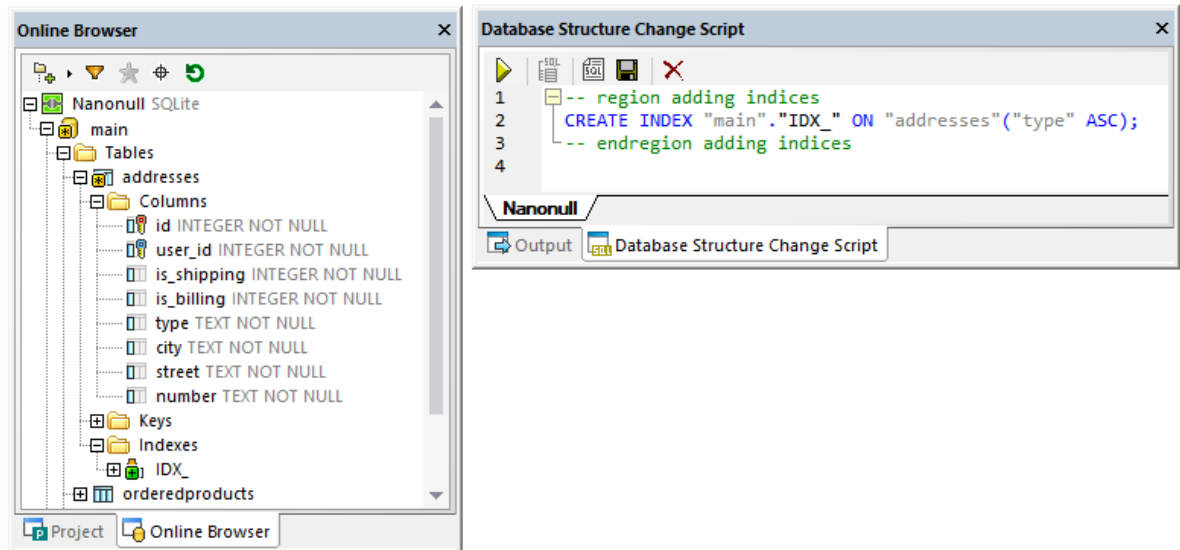 Online Browser
Nanonull SQLite
main
Tables
addresses
Columns
id INTEGER NOT NULL
user_id INTEGER NOT NULL
is_shipping INTEGER NOT NULL
is_billing INTEGER NOT NULL
type TEXT NOT NULL
city TEXT NOT NULL
street TEXT NOT NULL
number TEXT NOT NULL
Keys
Indexes
IDX_
orderedproducts
Project Online Browser
Database Structure Change Script
SQL SQL
1 -- region adding indices
2 CREATE INDEX "main"."IDX_" ON "addresses"("type" ASC);
3 -- endregion adding indices
4
Nanonull
Output Database Structure Change Script